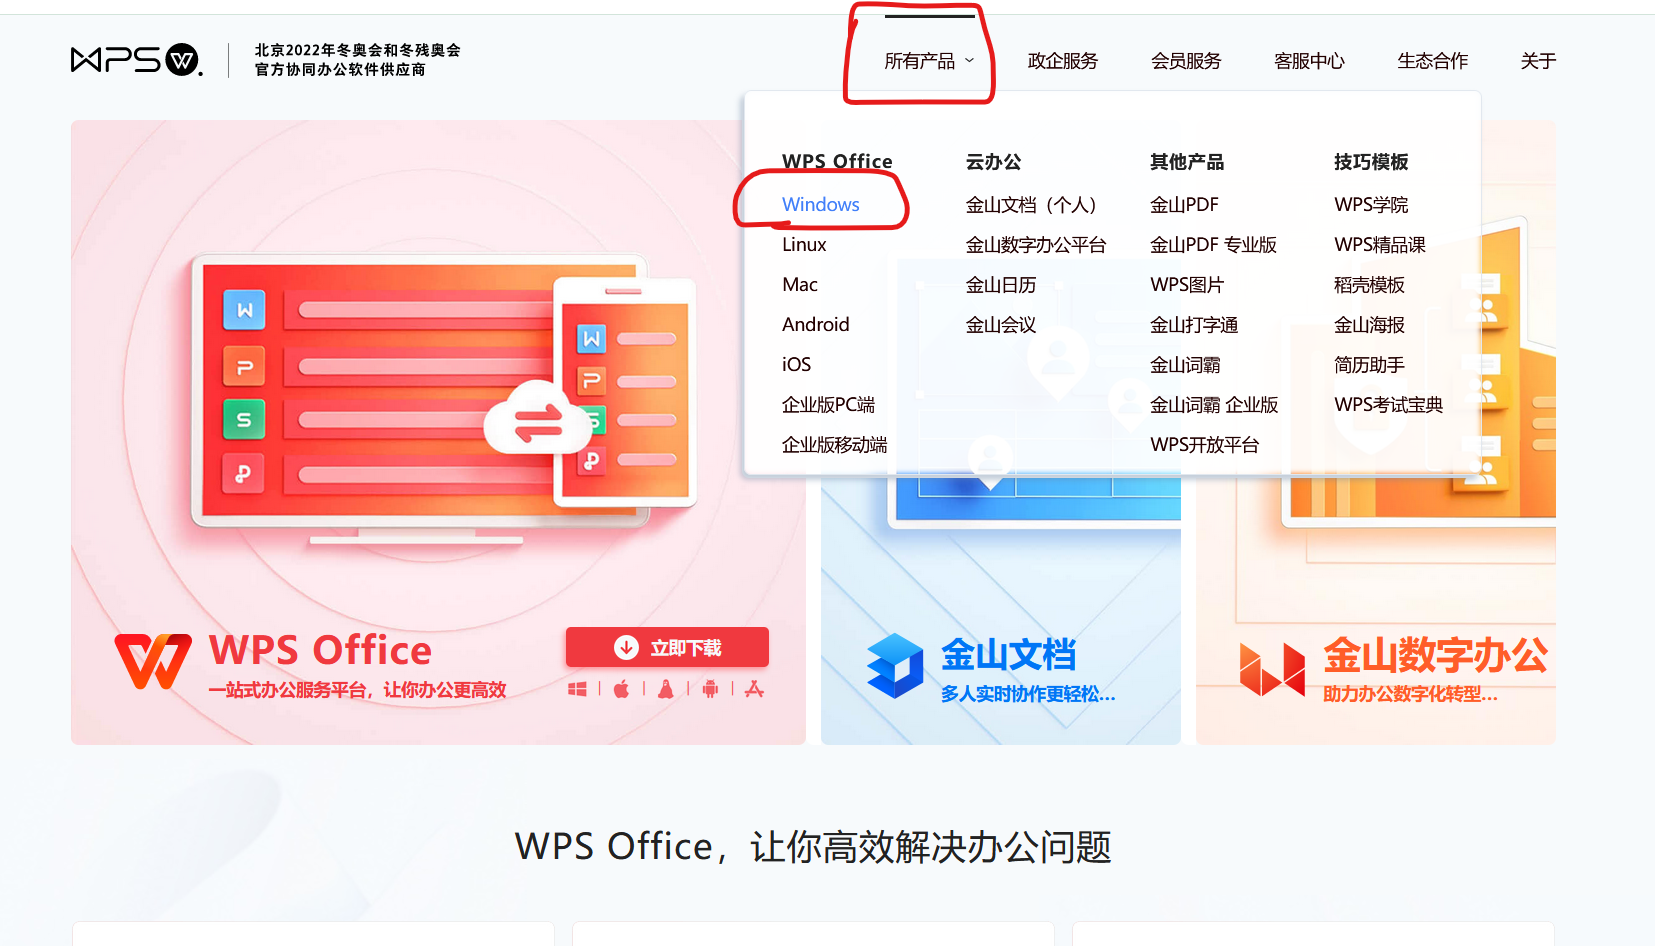 WPS W.
北京2022年冬奥会和冬残奥会
官方协同办公软件供应商
所有产品
政企服务
会员服务
客服中心
生态合作
关于
WPS Office
Windows
Linux
Mac
Android
iOS
企业版PC端
企业版移动端
云办公
金山文档（个人）
金山数字办公平台
金山日历
金山会议
其他产品
金山PDF
金山PDF 专业版
WPS图片
金山打字通
金山词霸
金山词霸 企业版
WPS开放平台
技巧模板
WPS学院
WPS精品课
稻壳模板
金山海报
简历助手
WPS考试宝典
W
P
S
P
W
P
S
P
WPS Office
一站式办公服务平台，让你办公更高效
立即下载
金山文档
多人实时协作更轻松...
金山数字办公
助力办公数字化转型...
WPS Office，让你高效解决办公问题